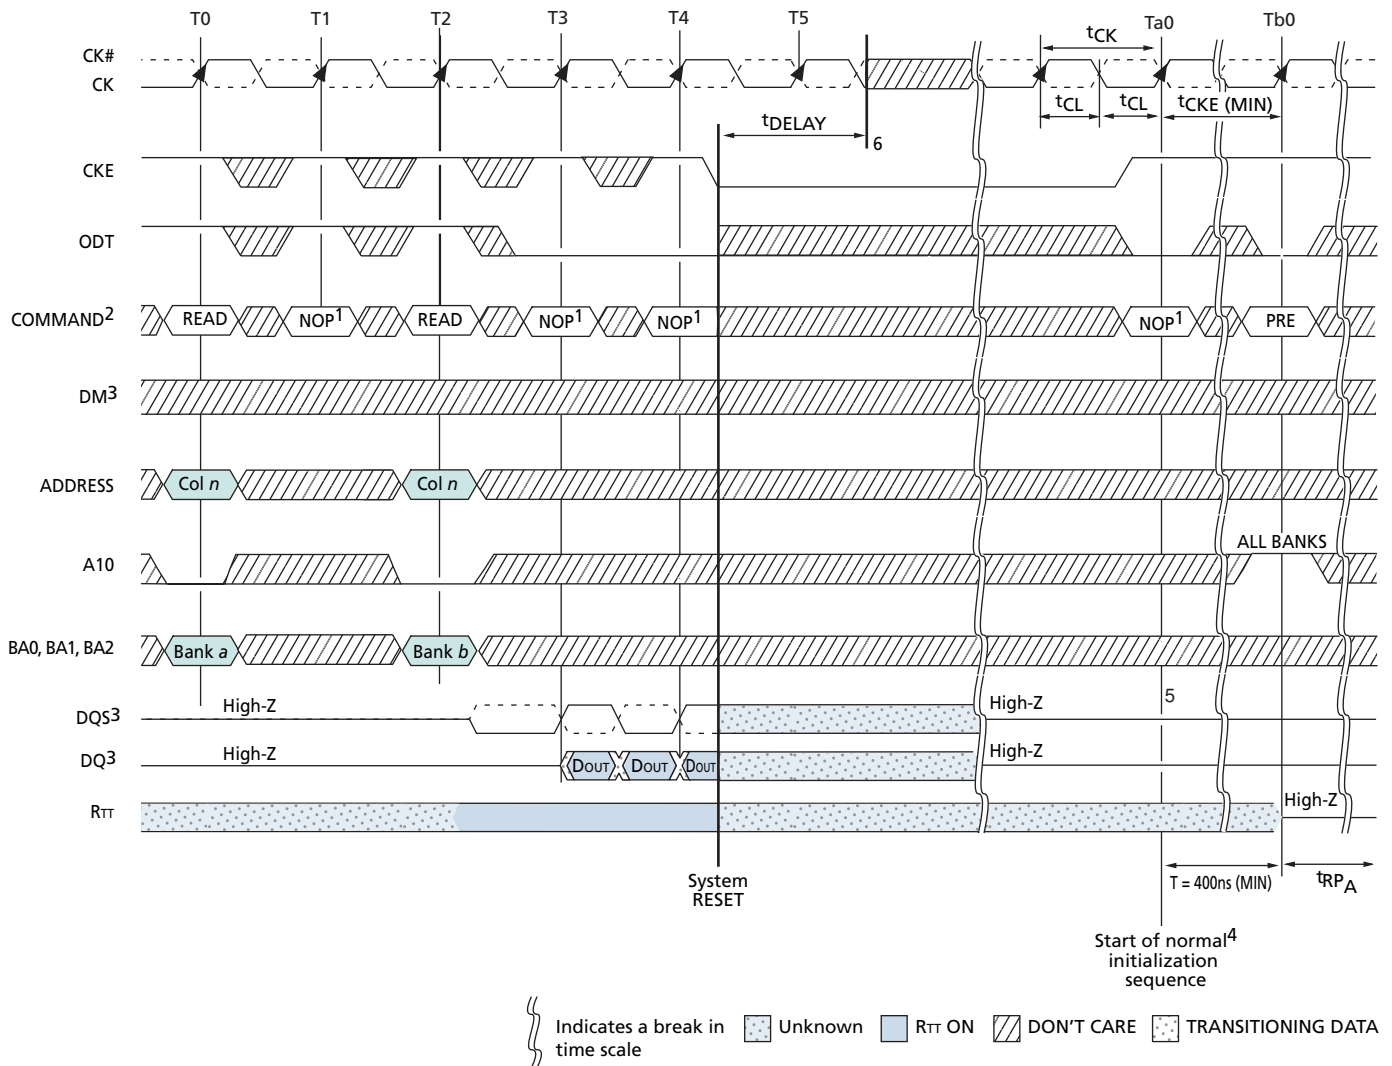 T0 T1 T2 T3 T4 T5 Ta0 Tb0
CK#
CK
tCK
tCL tCL tCKE (MIN)
tDELAY
6
CKE
ODT
COMMAND2 READ NOP1 READ NOP1 NOP1 NOP1 PRE
DM3
ADDRESS Col n Col n
A10 ALL BANKS
BA0, BA1, BA2 Bank a Bank b
5
DQS3 High-Z High-Z
DQ3 High-Z DOUT DOUT DOUT High-Z
RTT High-Z
System
RESET
T = 400ns (MIN) tRPA
Start of normal4
initialization
sequence
Indicates a break in
time scale
Unknown RTT ON DON'T CARE TRANSITIONING DATA